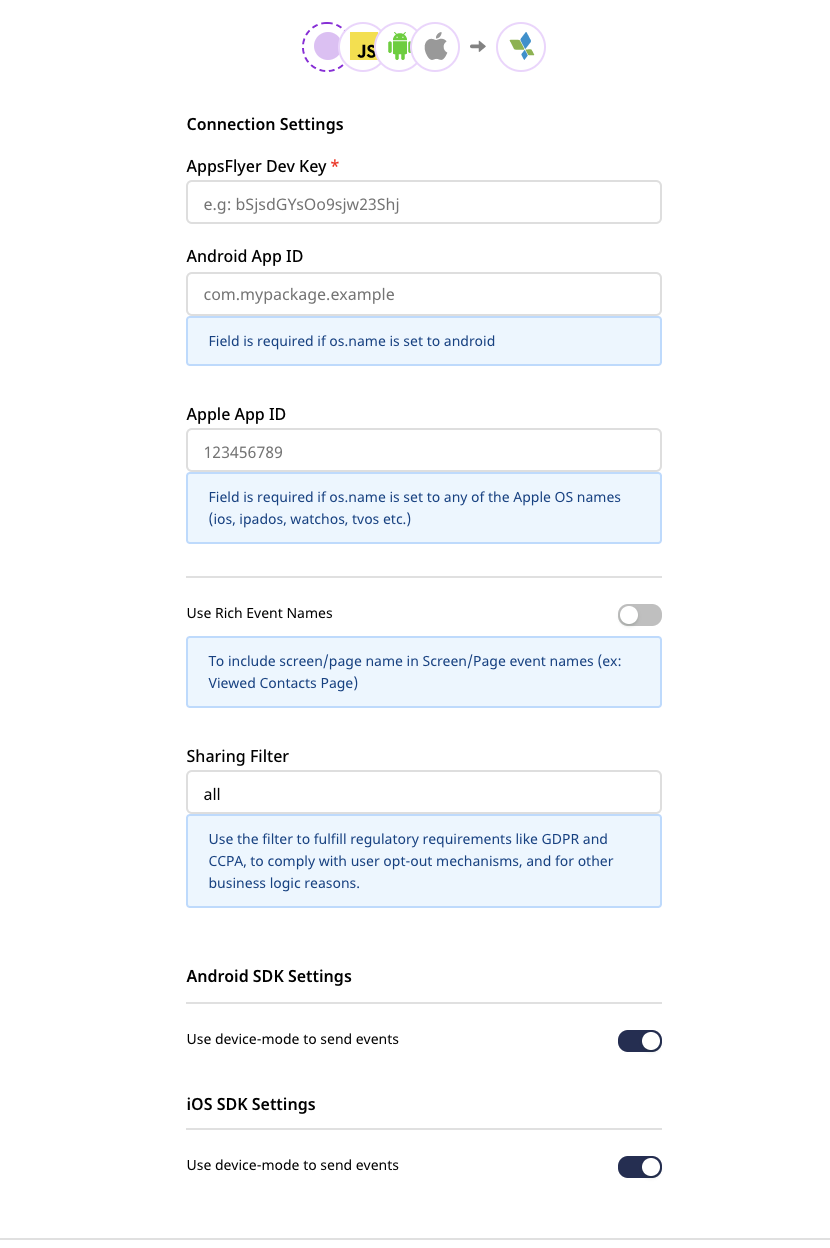 JS
Connection Settings
AppsFlyer Dev Key *
e.g: bSjsdGYsOo9sjw23Shj
Android App ID
com.mypackage.example
Field is required if os.name is set to android
Apple App ID
123456789
Field is required if os.name is set to any of the Apple OS names
(ios, ipados, watchos, tvos etc.)
Use Rich Event Names
To include screen/page name in Screen/Page event names (ex:
Viewed Contacts Page)
Sharing Filter
all
Use the filter to fulfill regulatory requirements like GDPR and
CCPA, to comply with user opt-out mechanisms, and for other
business logic reasons.
Android SDK Settings
Use device-mode to send events
iOS SDK Settings
Use device-mode to send events